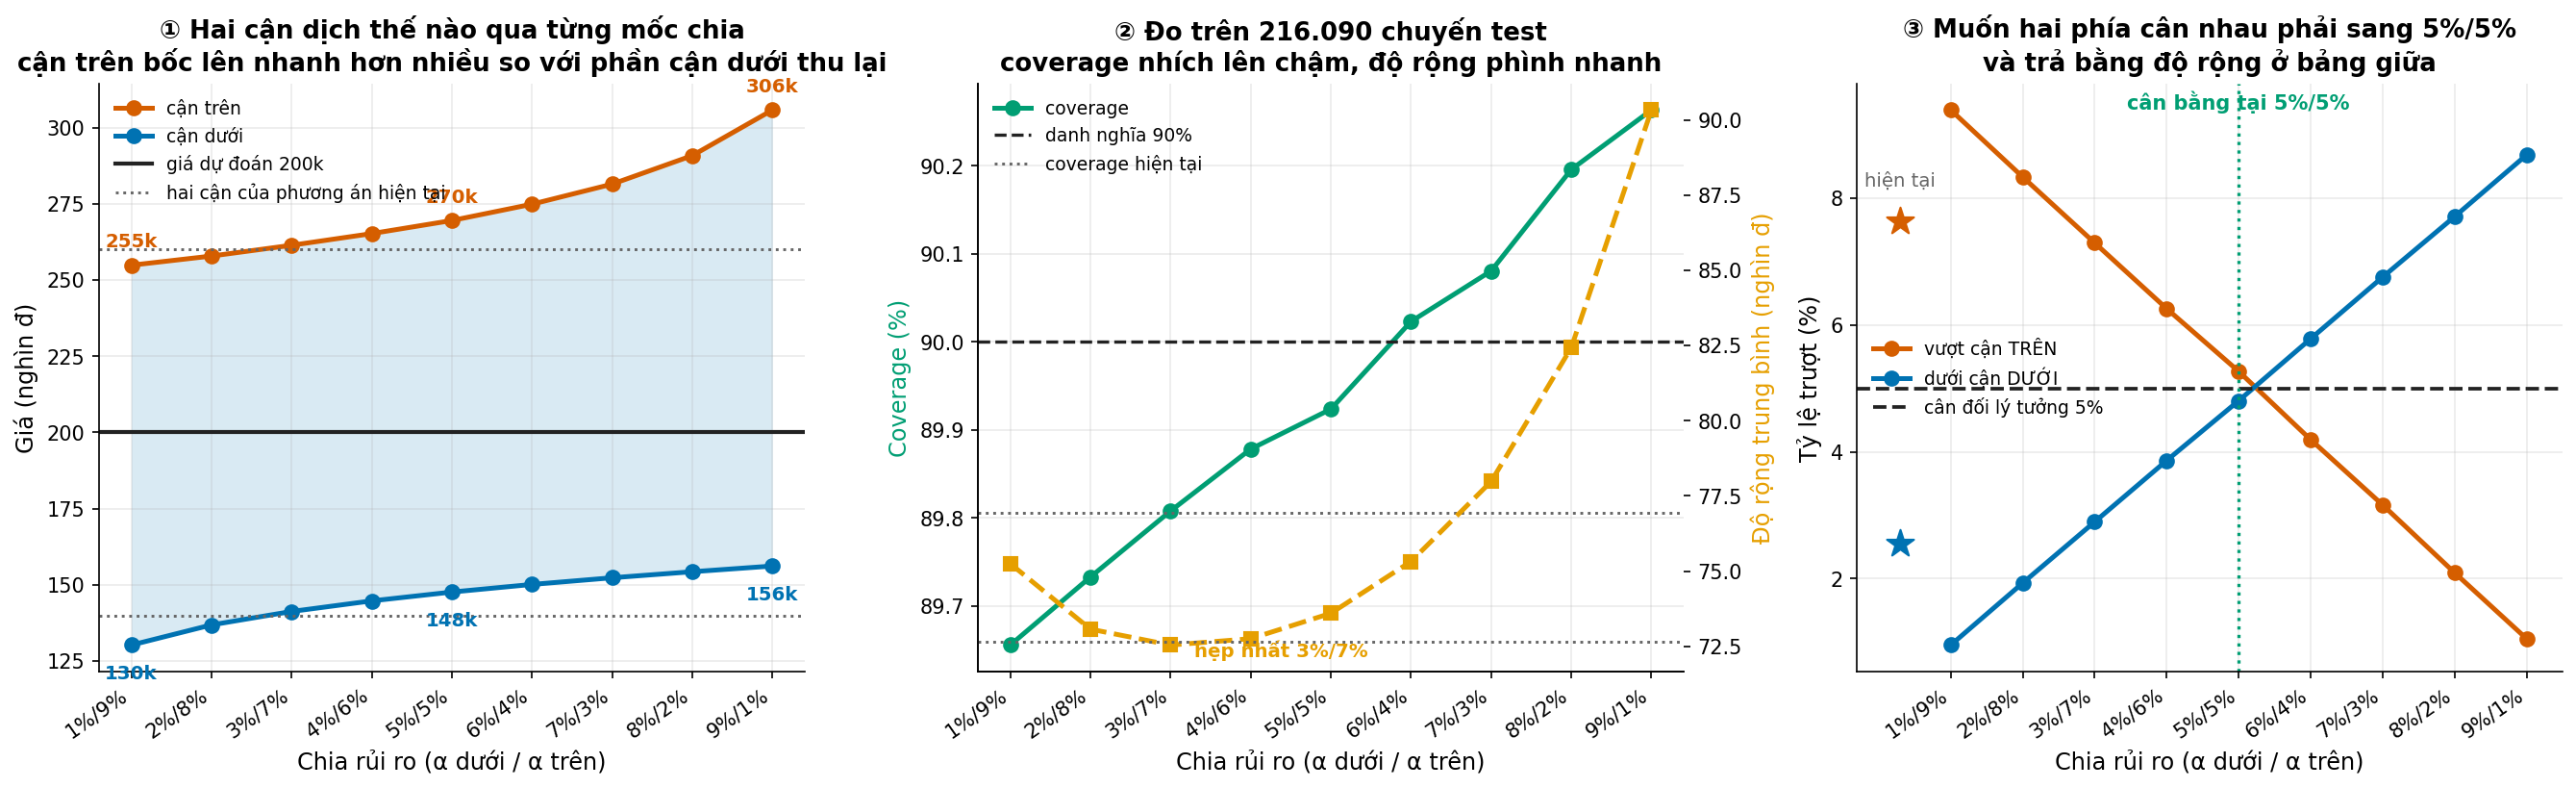 ① Hai cận dịch thế nào qua từng mốc chia
cận trên bốc lên nhanh hơn nhiều so với phần cận dưới thu lại
306k
cận trên
cận dưới
giá dự đoán 200k
hai cận của phương án hiện tại
270k
255k
148k
156k
130k
300
275
250
225
200
175
150
125
Giá (nghìn đ)
1%/9%
2%/8%
3%/7%
4%/6%
5%/5%
6%/4%
7%/3%
8%/2%
9%/1%
Chia rủi ro (α dưới / α trên)
② Đo trên 216.090 chuyến test
coverage nhích lên chậm, độ rộng phình nhanh
coverage
danh nghĩa 90%
coverage hiện tại
hẹp nhất 3%/7%
90.2
90.1
90.0
89.9
89.8
89.7
Coverage (%)
90.0
87.5
85.0
82.5
80.0
77.5
75.0
72.5
Độ rộng trung bình (nghìn đ)
1%/9%
2%/8%
3%/7%
4%/6%
5%/5%
6%/4%
7%/3%
8%/2%
9%/1%
Chia rủi ro (α dưới / α trên)
③ Muốn hai phía cân nhau phải sang 5%/5%
và trả bằng độ rộng ở bảng giữa
cân bằng tại 5%/5%
hiện tại
vượt cận TRÊN
dưới cận DƯỚI
cân đối lý tưởng 5%
8
6
4
2
Tỷ lệ trượt (%)
1%/9%
2%/8%
3%/7%
4%/6%
5%/5%
6%/4%
7%/3%
8%/2%
9%/1%
Chia rủi ro (α dưới / α trên)